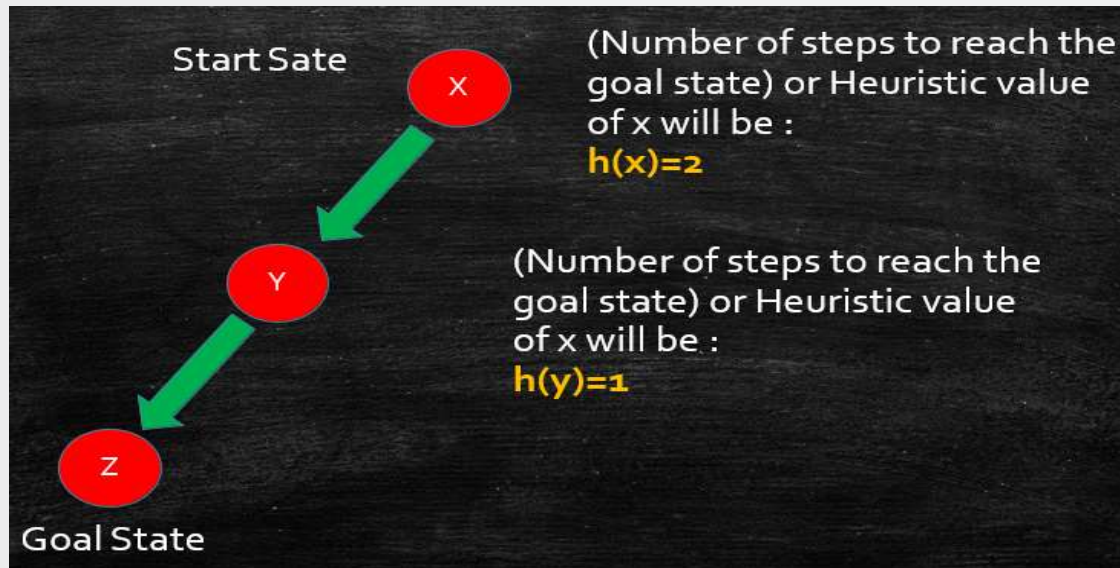 Start Sate
X
(Number of steps to reach the
goal state) or Heuristic value
of x will be :
h(x)=2
Y
(Number of steps to reach the
goal state) or Heuristic value
of x will be :
h(y)=1
Z
Goal State